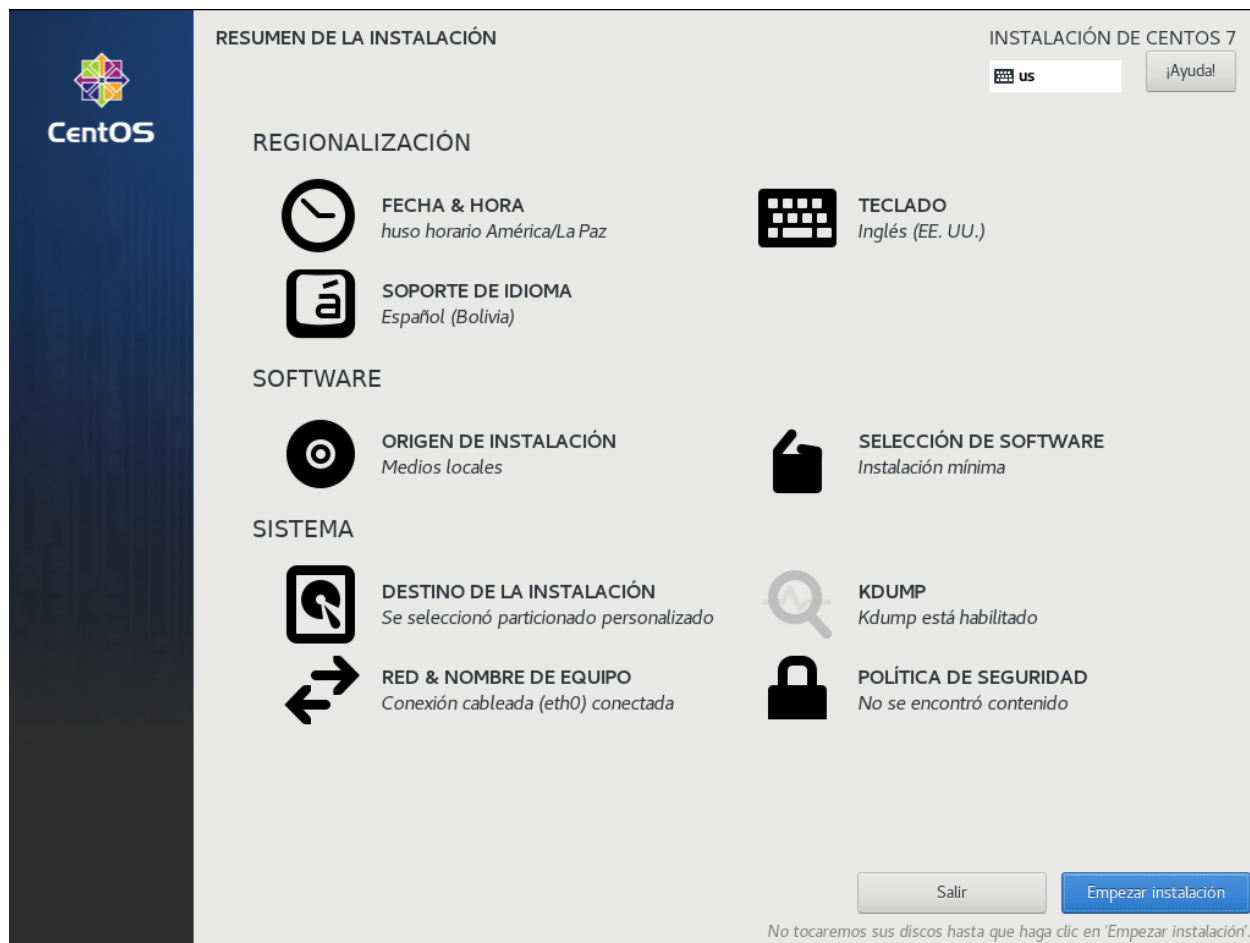 RESUMEN DE LA INSTALACIÓN
INSTALACIÓN DE CENTOS 7
us
¡Ayuda!
CentOS
REGIONALIZACIÓN
FECHA & HORA
huso horario América/La Paz
TECLADO
Inglés (EE. UU.)
SOPORTE DE IDIOMA
Español (Bolivia)
SOFTWARE
ORIGEN DE INSTALACIÓN
Medios locales
SELECCIÓN DE SOFTWARE
Instalación mínima
SISTEMA
DESTINO DE LA INSTALACIÓN
Se seleccionó particionado personalizado
KDUMP
Kdump está habilitado
RED & NOMBRE DE EQUIPO
Conexión cableada (eth0) conectada
POLÍTICA DE SEGURIDAD
No se encontró contenido
Salir
Empezar instalación
No tocaremos sus discos hasta que haga clic en 'Empezar instalación'.